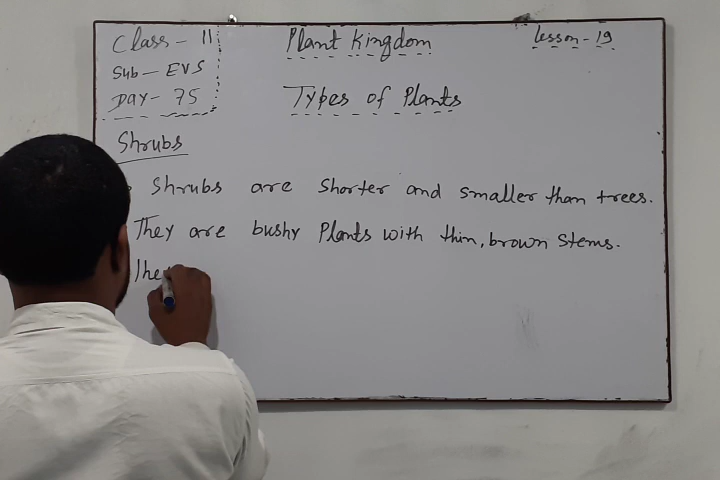 Class - II
Plant Kingdom
Lesson - 19
Sub - EVS
Day - 75
Types of Plants
Shrubs
Shrubs are shorter and smaller than trees.
They are bushy Plants with thin, brown stems.
The